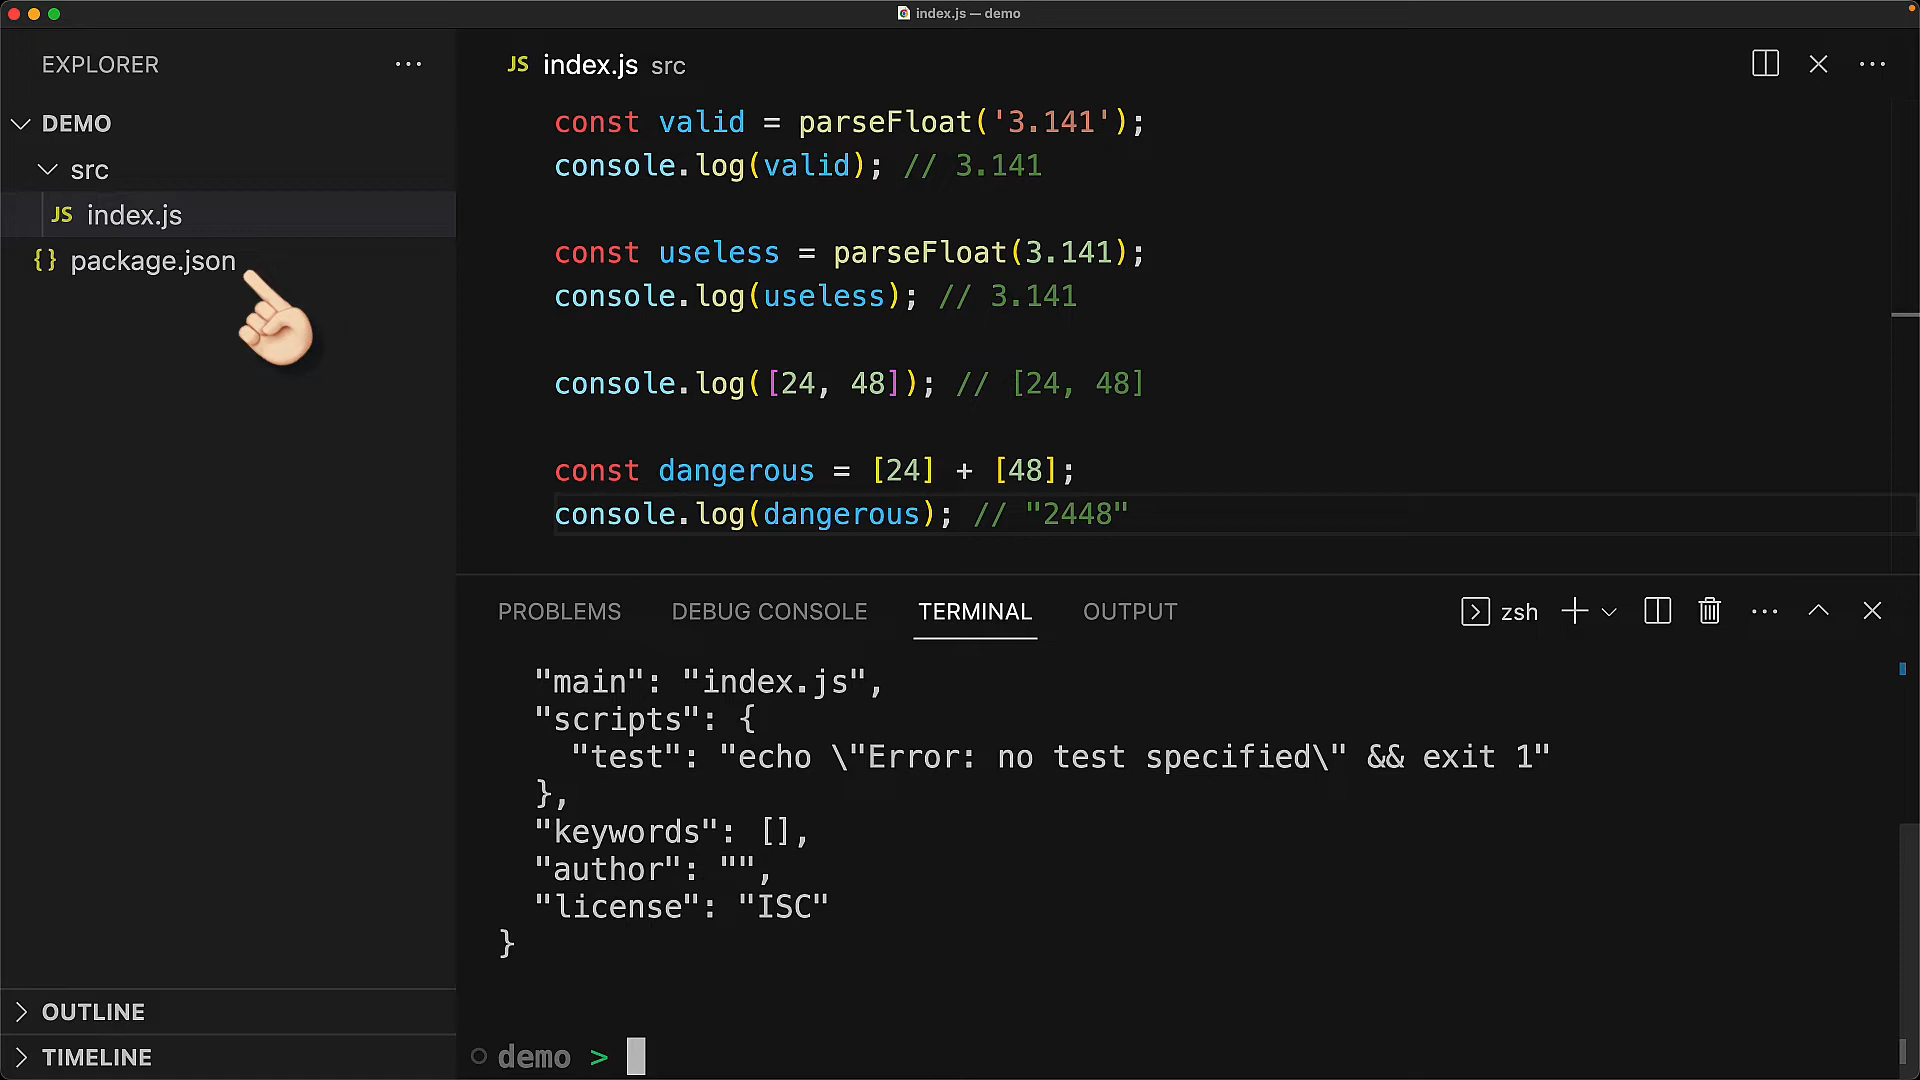 index.js — demo
EXPLORER
DEMO
src
JS index.js
{} package.json
OUTLINE
TIMELINE
JS index.js src
const valid = parseFloat('3.141');
console.log(valid); // 3.141
const useless = parseFloat(3.141);
console.log(useless); // 3.141
console.log([24, 48]); // [24, 48]
const dangerous = [24] + [48];
console.log(dangerous); // "2448"
PROBLEMS DEBUG CONSOLE TERMINAL OUTPUT zsh
"main": "index.js",
"scripts": {
"test": "echo \"Error: no test specified\" && exit 1"
},
"keywords": [],
"author": "",
"license": "ISC"
}
demo >